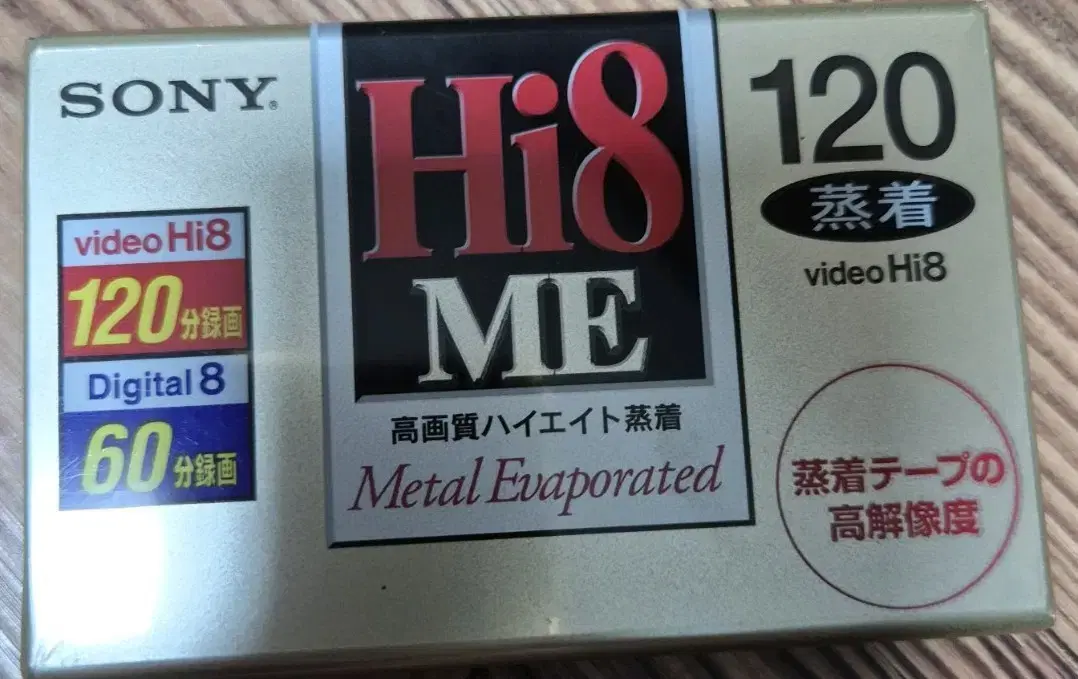 SONY®
video Hi8
120分録画
Digital 8
60分録画
Hi8
ME
高画質ハイエイト蒸着
Metal Evaporated
120
蒸着
video Hi8
蒸着テープの
高解像度